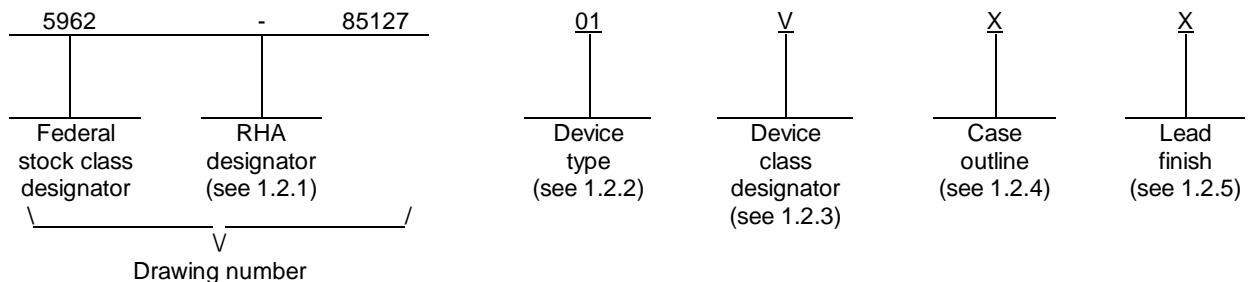 5962 - 85127 01 V X X
Federal stock class designator
RHA designator (see 1.2.1)
Device type (see 1.2.2)
Device class designator (see 1.2.3)
Case outline (see 1.2.4)
Lead finish (see 1.2.5)
\ /
\/
Drawing number